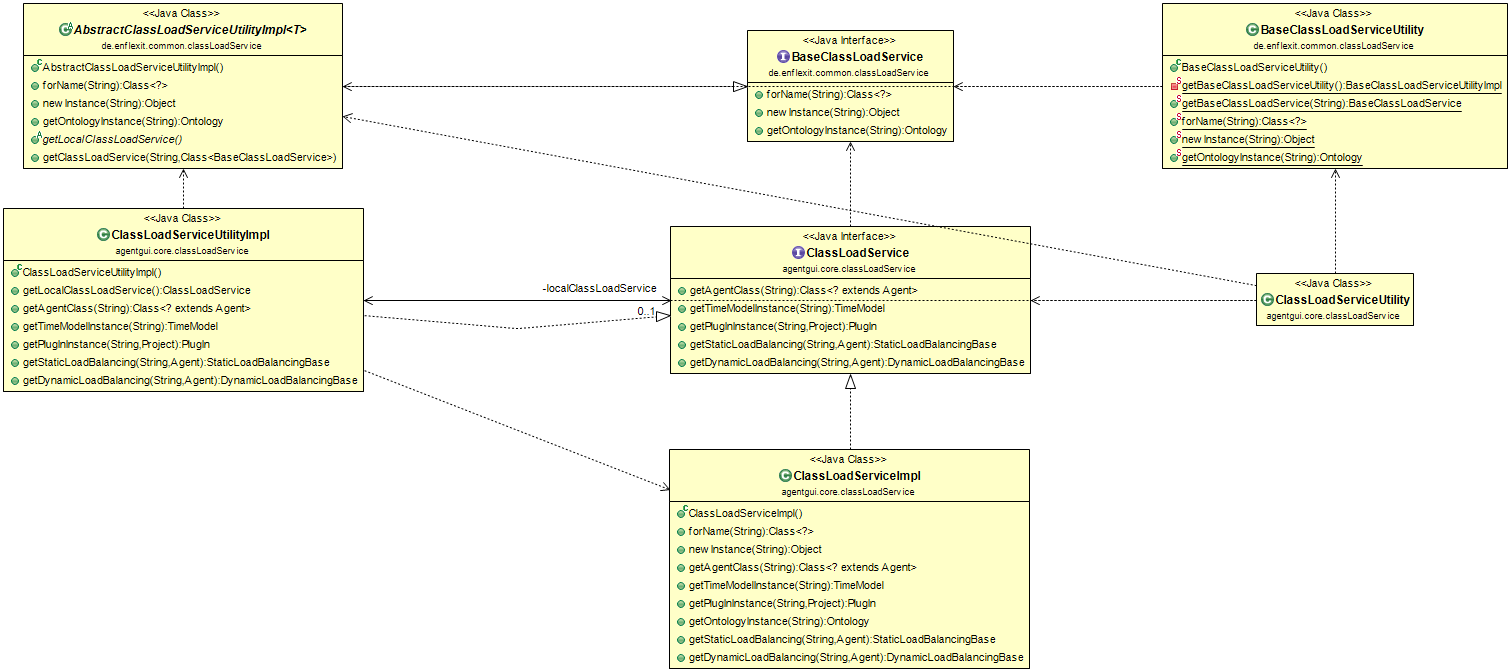 <<Java Class>>
AbstractClassLoadServiceUtilityImpl<T>
de.enflexit.common.classLoadService
AbstractClassLoadServiceUtilityImpl()
forName(String):Class<?>
newInstance(String):Object
getOntologyInstance(String):Ontology
getLocalClassLoadService()
getClassLoadService(String,Class<BaseClassLoadService>)
<<Java Interface>>
BaseClassLoadService
de.enflexit.common.classLoadService
forName(String):Class<?>
newInstance(String):Object
getOntologyInstance(String):Ontology
<<Java Class>>
BaseClassLoadServiceUtility
de.enflexit.common.classLoadService
BaseClassLoadServiceUtility()
getBaseClassLoadServiceUtility():BaseClassLoadServiceUtilityImpl
getBaseClassLoadService(String):BaseClassLoadService
forName(String):Class<?>
newInstance(String):Object
getOntologyInstance(String):Ontology
<<Java Class>>
ClassLoadServiceUtilityImpl
agentgui.core.classLoadService
ClassLoadServiceUtilityImpl()
getLocalClassLoadService():ClassLoadService
getAgentClass(String):Class<? extends Agent>
getTimeModelInstance(String):TimeModel
getPlugInInstance(String,Project):PlugIn
getStaticLoadBalancing(String,Agent):StaticLoadBalancingBase
getDynamicLoadBalancing(String,Agent):DynamicLoadBalancingBase
-localClassLoadService
0..1
<<Java Interface>>
ClassLoadService
agentgui.core.classLoadService
getAgentClass(String):Class<? extends Agent>
getTimeModelInstance(String):TimeModel
getPlugInInstance(String,Project):PlugIn
getStaticLoadBalancing(String,Agent):StaticLoadBalancingBase
getDynamicLoadBalancing(String,Agent):DynamicLoadBalancingBase
<<Java Class>>
ClassLoadServiceUtility
agentgui.core.classLoadService
<<Java Class>>
ClassLoadServiceImpl
agentgui.core.classLoadService
ClassLoadServiceImpl()
forName(String):Class<?>
newInstance(String):Object
getAgentClass(String):Class<? extends Agent>
getTimeModelInstance(String):TimeModel
getPlugInInstance(String,Project):PlugIn
getOntologyInstance(String):Ontology
getStaticLoadBalancing(String,Agent):StaticLoadBalancingBase
getDynamicLoadBalancing(String,Agent):DynamicLoadBalancingBase